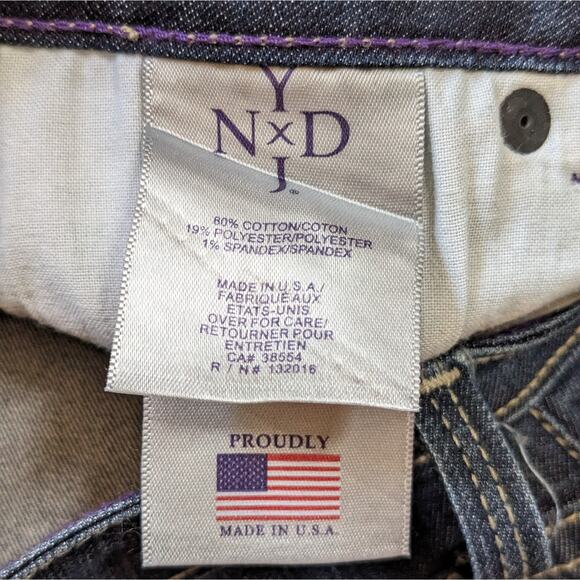 Y
N X D
J®
80% COTTON/COTON
19% POLYESTER/POLYESTER
1% SPANDEX/SPANDEX
MADE IN U.S.A./
FABRIQUE AUX
ETATS-UNIS
OVER FOR CARE/
RETOURNER POUR
ENTRETIEN
CA# 38554
R / N# 132016
PROUDLY
MADE IN U.S.A.